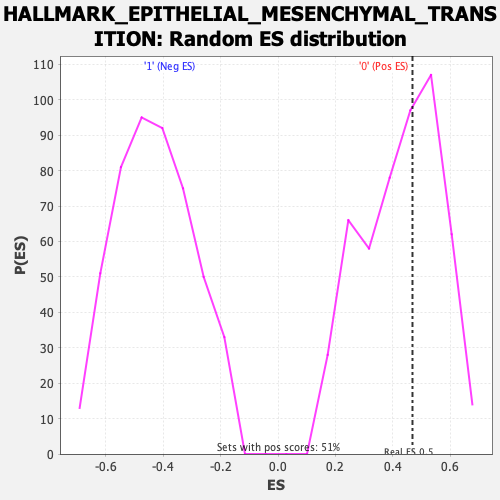 HALLMARK_EPITHELIAL_MESENCHYMAL_TRANS
ITION: Random ES distribution
'1' (Neg ES)
'0' (Pos ES)
110
100
90
80
70
60
50
40
30
20
10
0
P(ES)
Sets with pos scores: 51%
Real ES 0.5
-0.6 -0.4 -0.2 0.0 0.2 0.4 0.6
ES